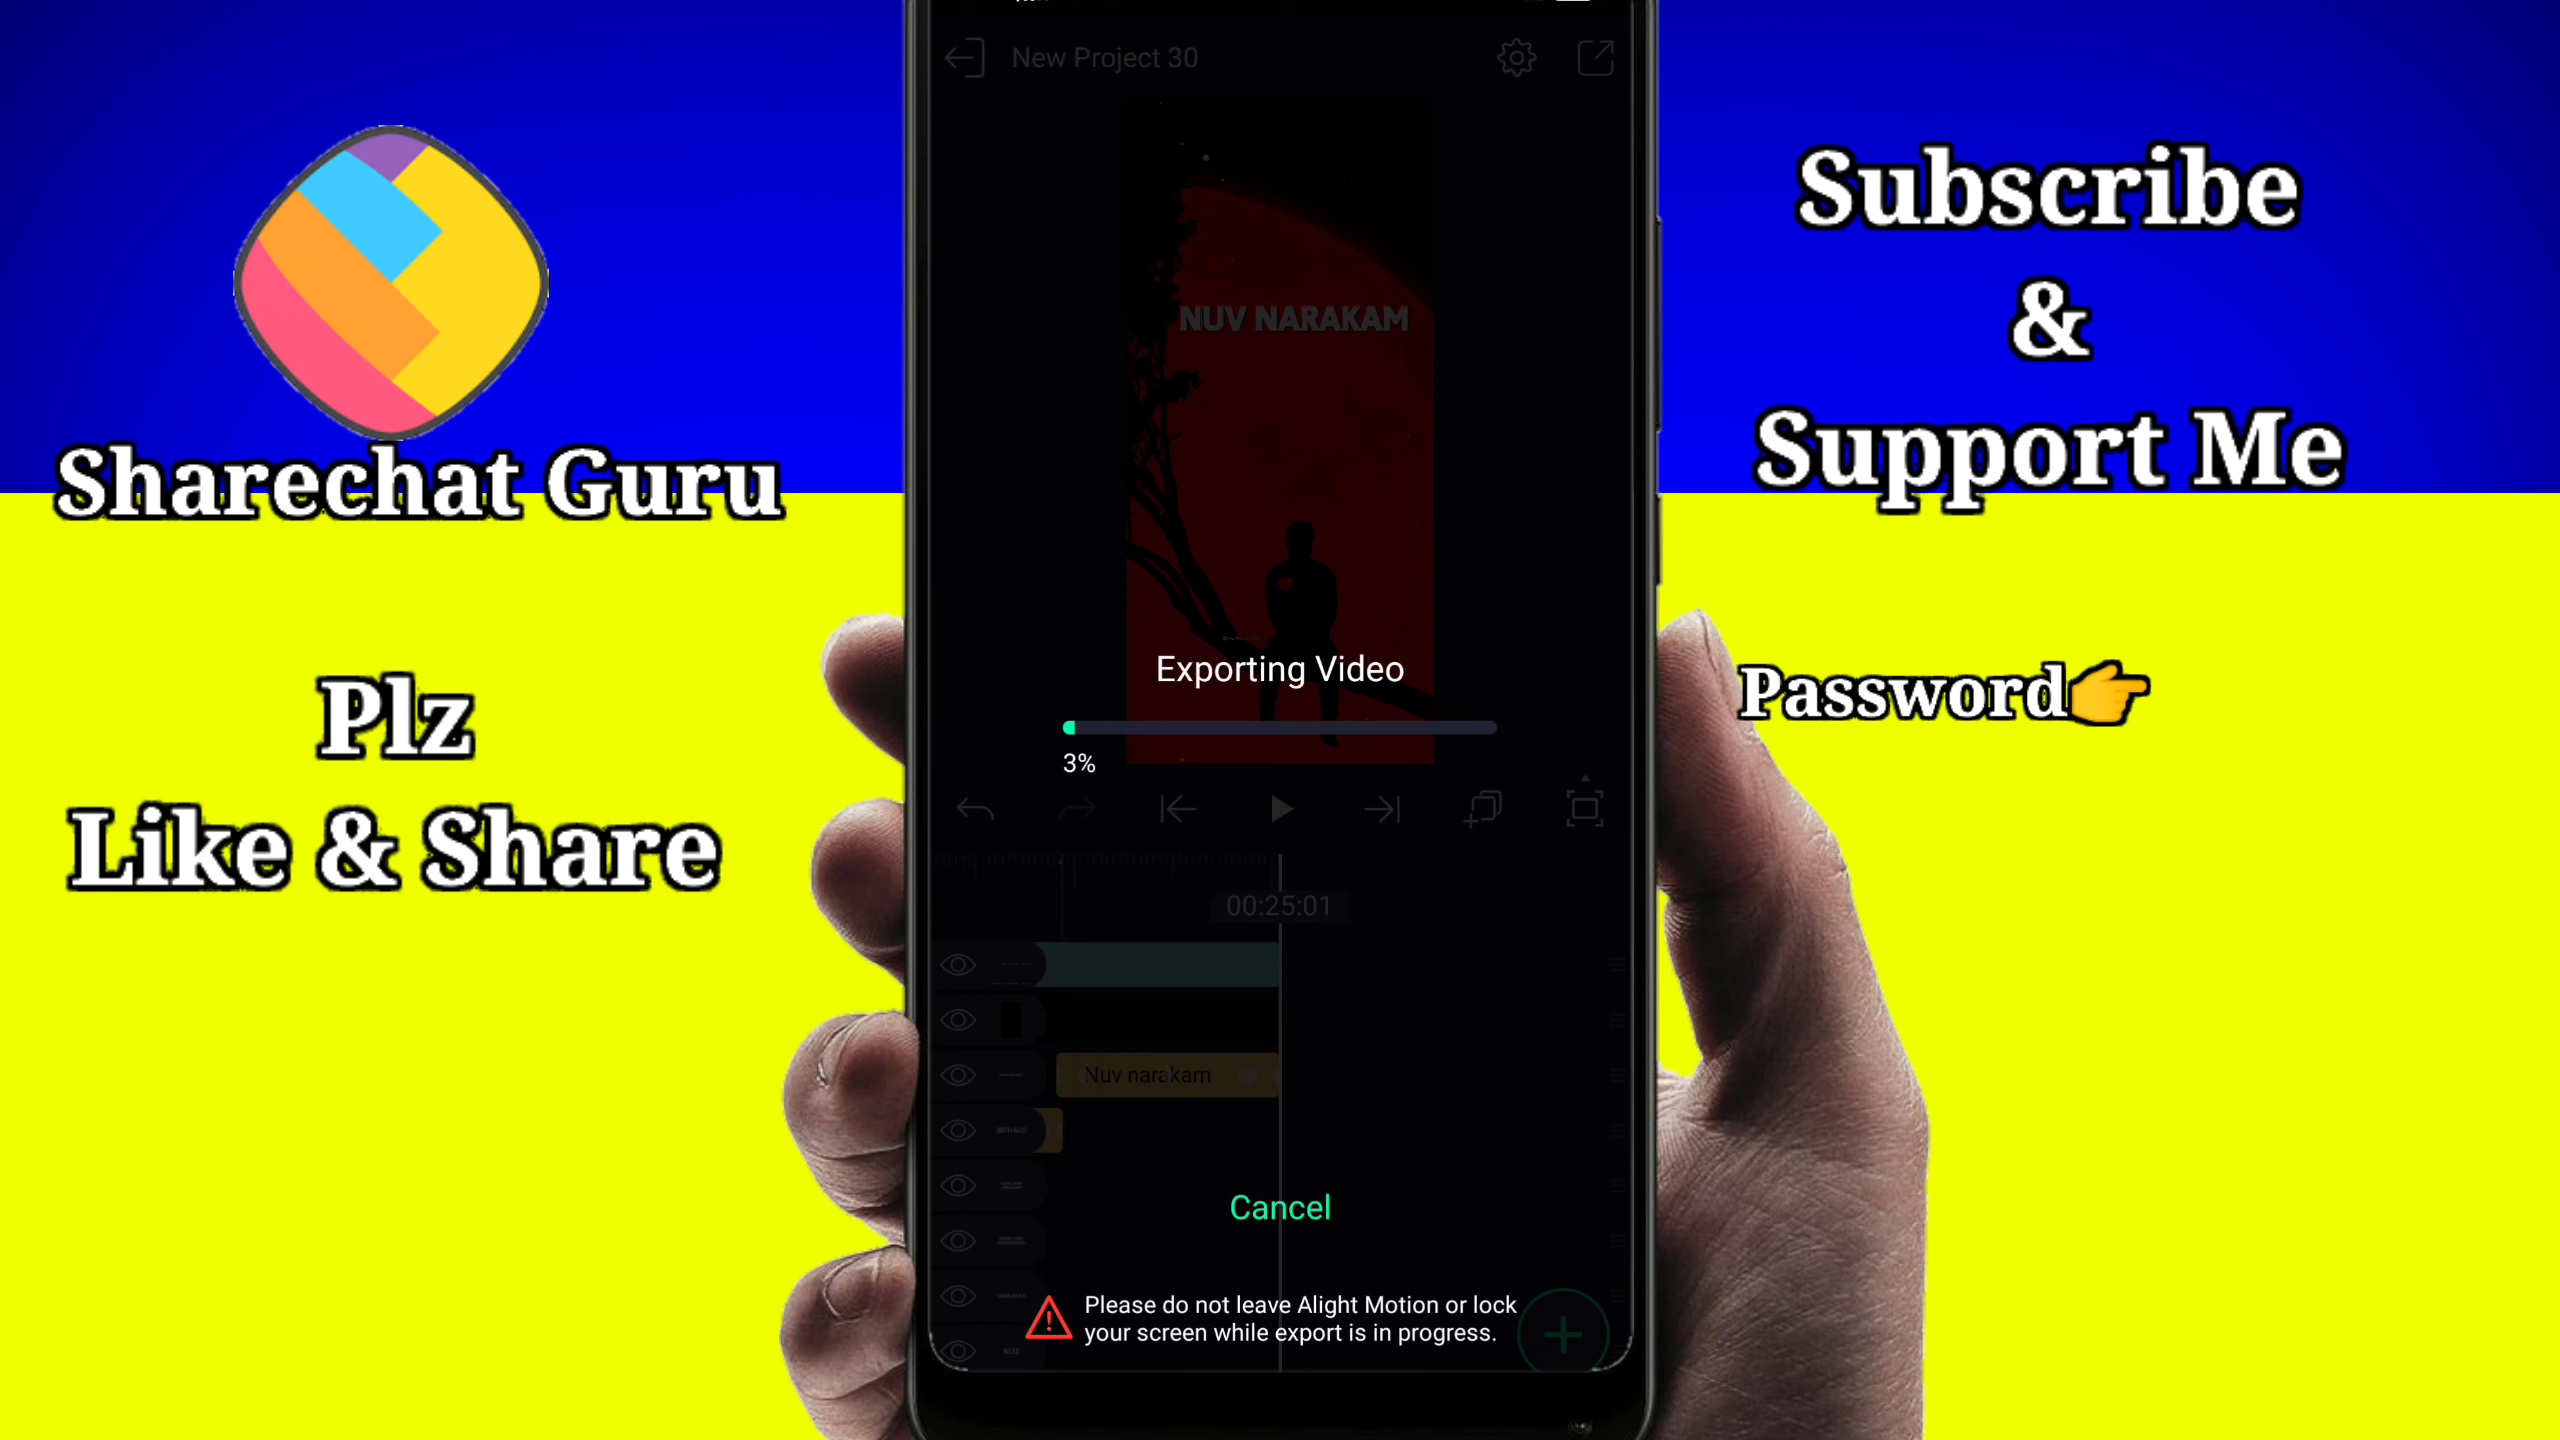 New Project 30
NUV NARAKAM
Sharechat Guru
Subscribe
&
Support Me
Plz
Like & Share
Password👉
Exporting Video
3%
00:25:01
Nuv narakam
Cancel
Please do not leave Alight Motion or lock
your screen while export is in progress.